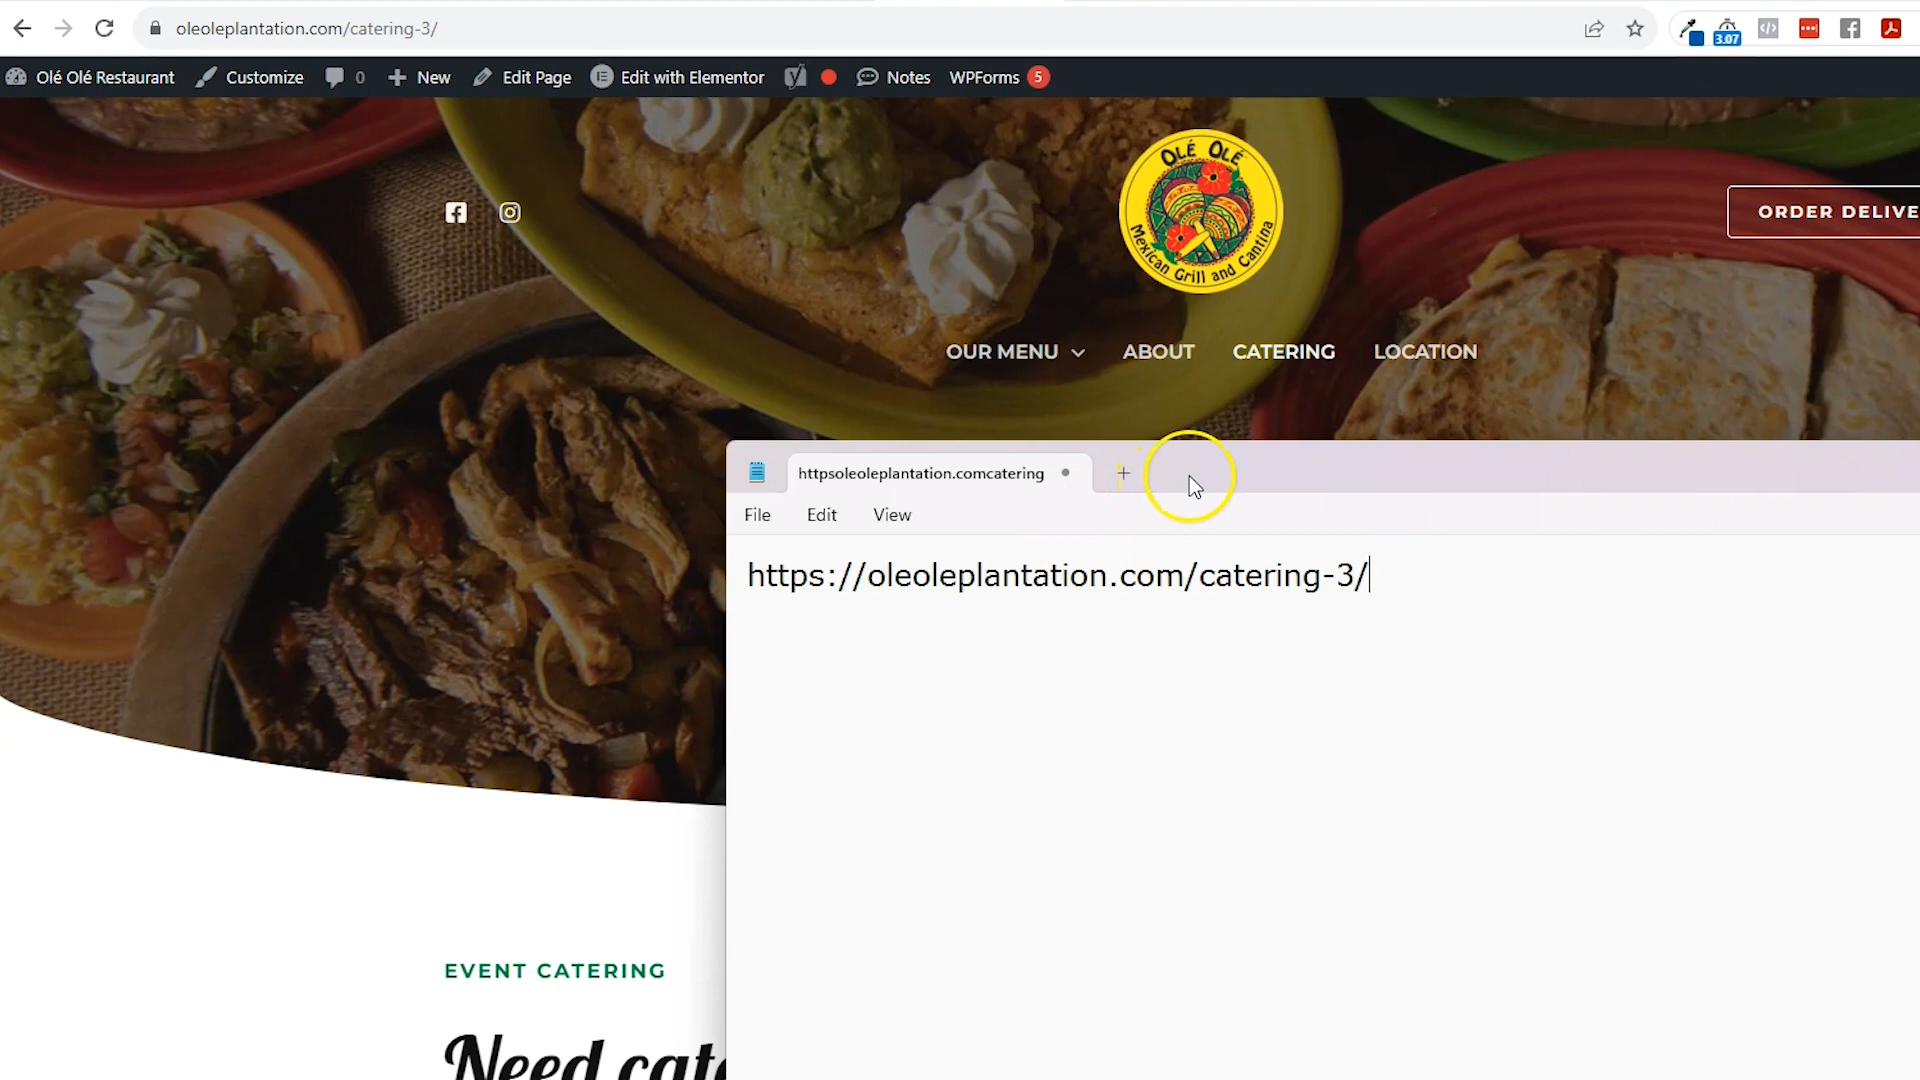 oleoleplantation.com/catering-3/
3.07
Olé Olé Restaurant Customize 0 New Edit Page Edit with Elementor Notes WPForms 5
OLÉ OLÉ
Mexican Grill and Cantina
ORDER DELIVE
OUR MENU ABOUT CATERING LOCATION
httpsoleoleplantation.comcatering
File Edit View
https://oleoleplantation.com/catering-3/
EVENT CATERING
Need cate